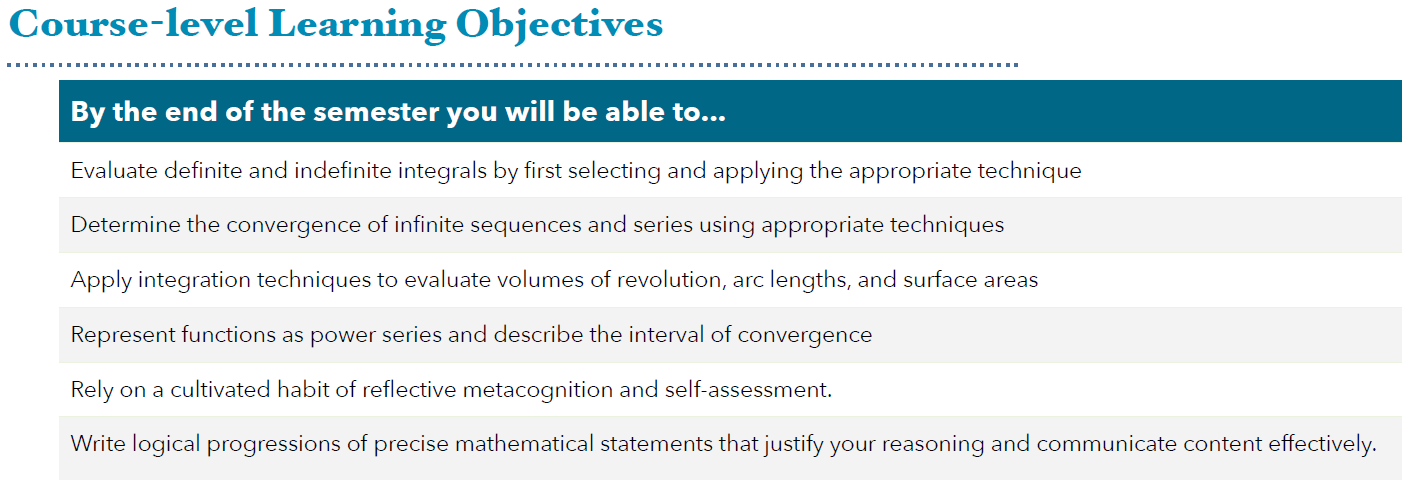 Course-level Learning Objectives
By the end of the semester you will be able to...
Evaluate definite and indefinite integrals by first selecting and applying the appropriate technique
Determine the convergence of infinite sequences and series using appropriate techniques
Apply integration techniques to evaluate volumes of revolution, arc lengths, and surface areas
Represent functions as power series and describe the interval of convergence
Rely on a cultivated habit of reflective metacognition and self-assessment.
Write logical progressions of precise mathematical statements that justify your reasoning and communicate content effectively.